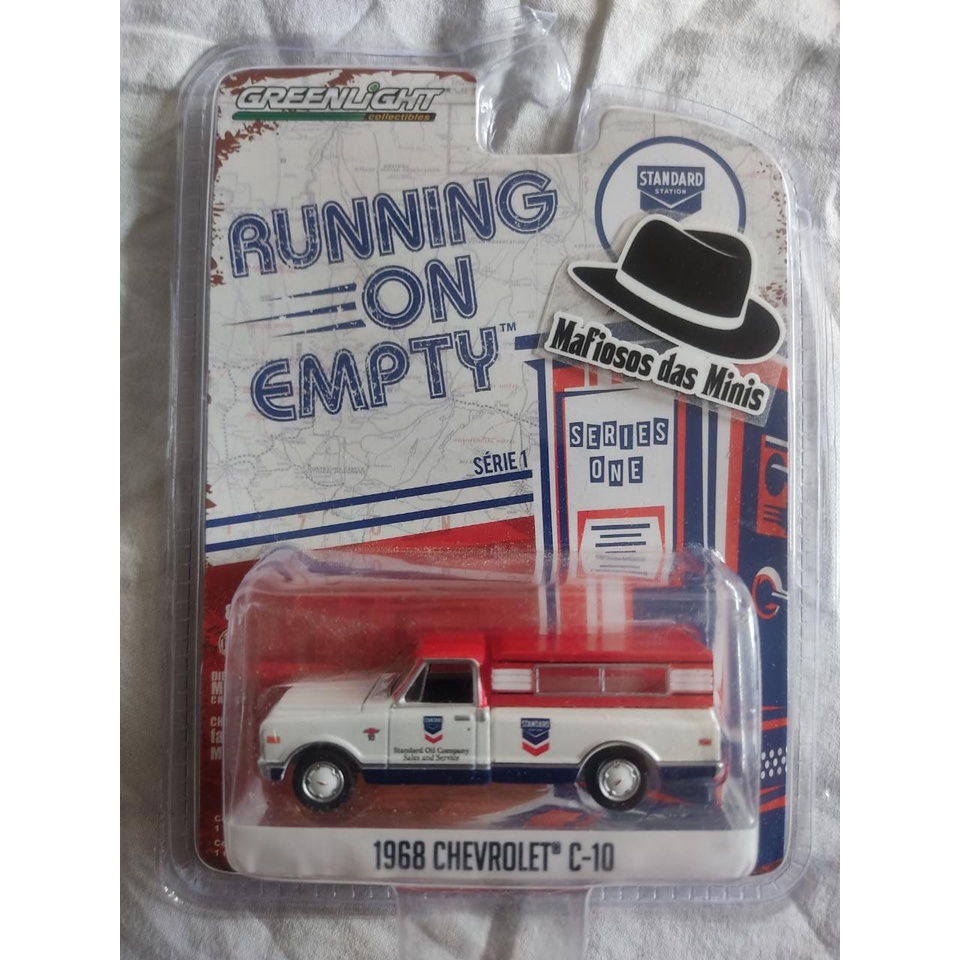 GREENLiGHT
collectibles
STANDARD
STATION
RUNNING
ON
EMPTY™
Mafiosos das Minis
SERIES
ONE
SÉRIE 1
STANDARD
Standard Oil Company
Sales and Service
STANDARD
1968 CHEVROLET® C-10